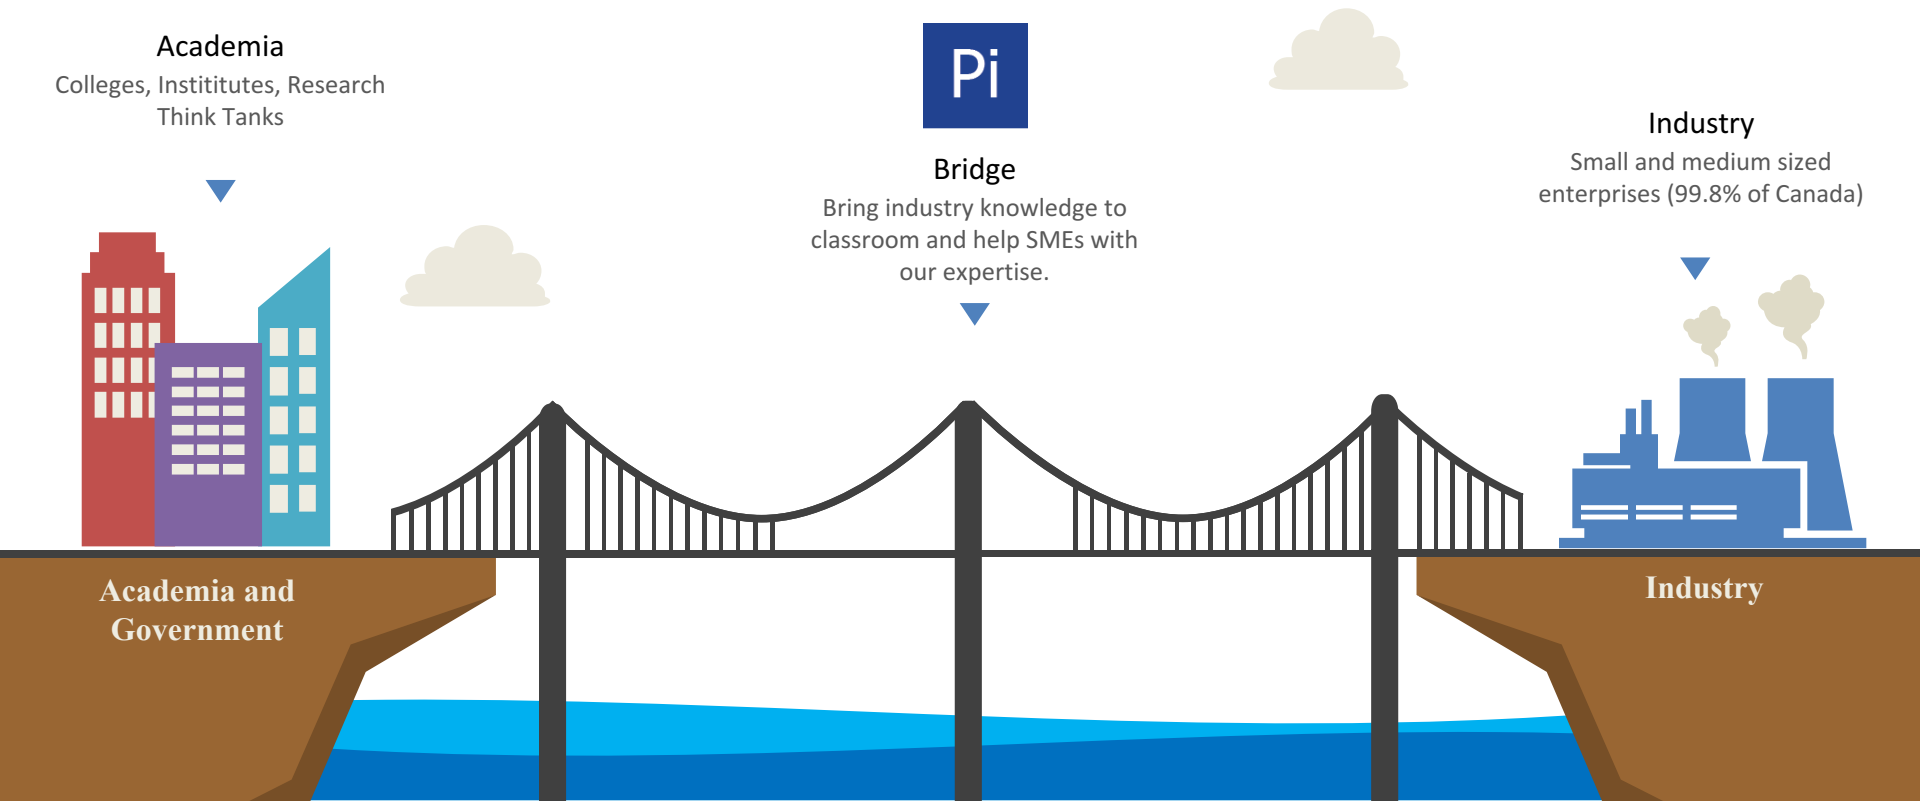 Academia
Colleges, Instititutes, Research
Think Tanks
Pi
Bridge
Bring industry knowledge to
classroom and help SMEs with
our expertise.
Industry
Small and medium sized
enterprises (99.8% of Canada)
Academia and
Government
Industry